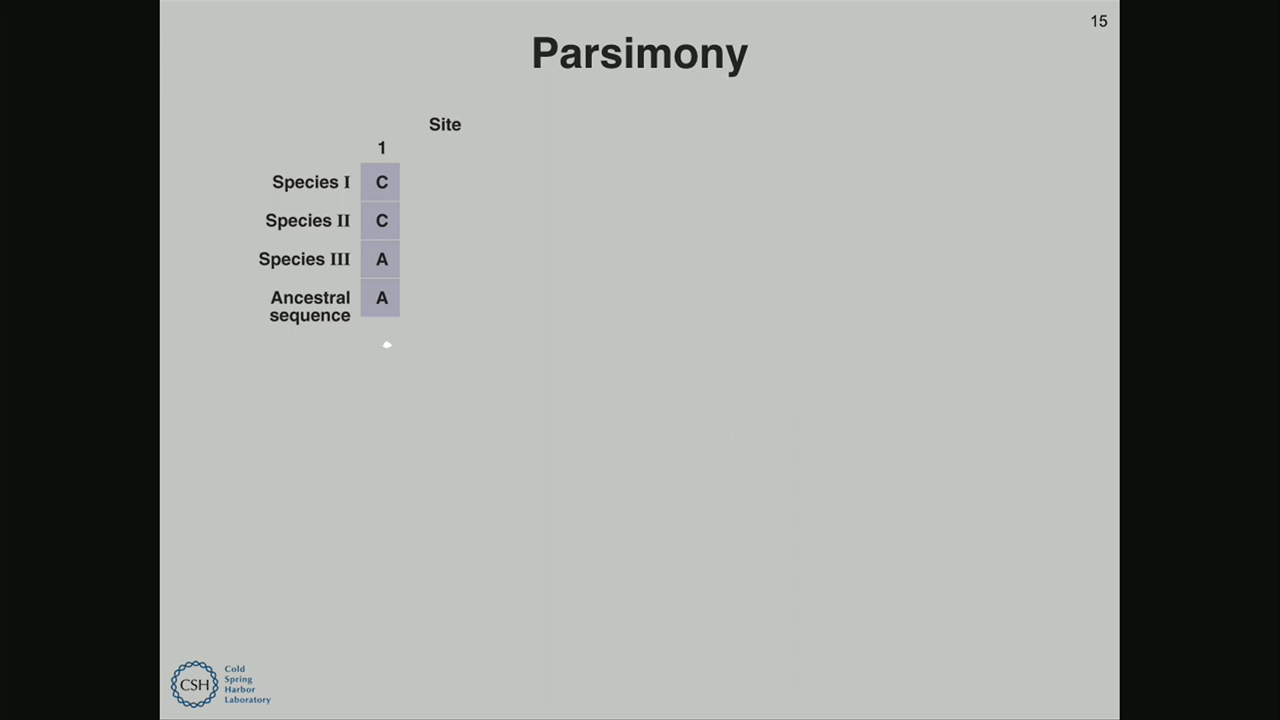 15
Parsimony
Site
1
Species I C
Species II C
Species III A
Ancestral
sequence A
CSH
Cold
Spring
Harbor
Laboratory